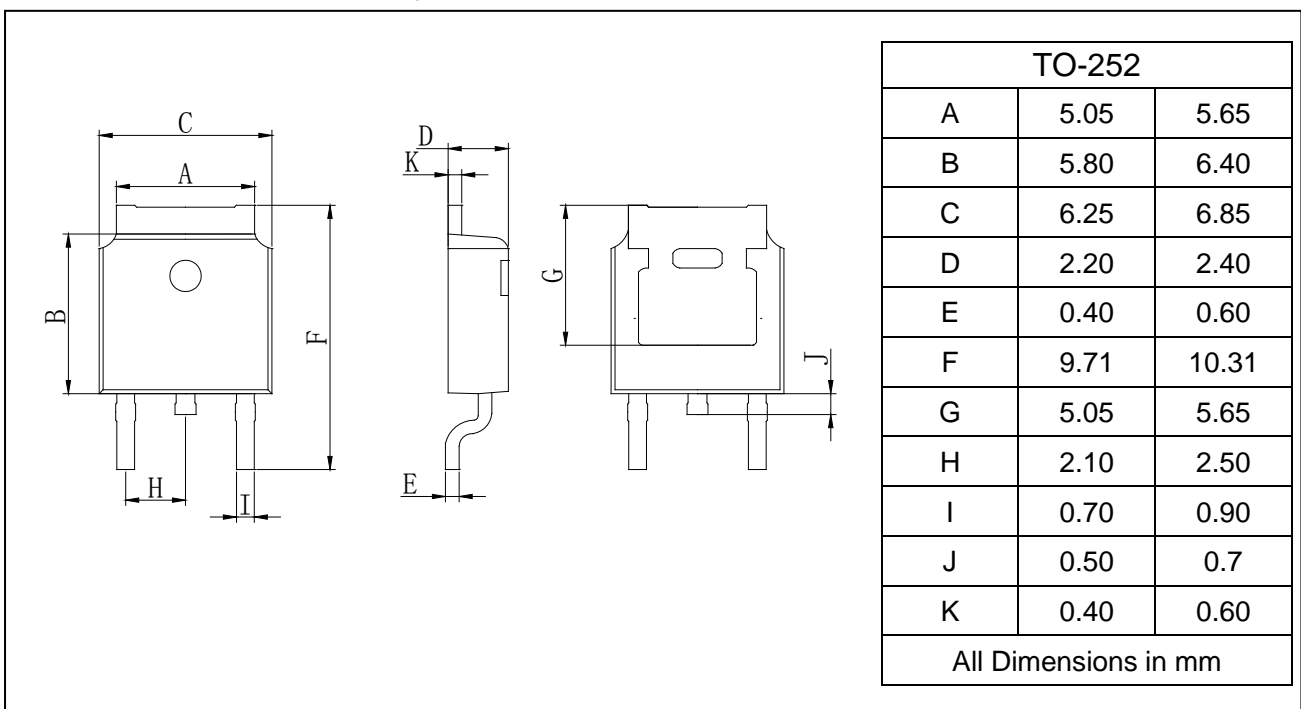 C
A
B
F
H
I
D
K
E
G
J
TO-252
A 5.05 5.65
B 5.80 6.40
C 6.25 6.85
D 2.20 2.40
E 0.40 0.60
F 9.71 10.31
G 5.05 5.65
H 2.10 2.50
I 0.70 0.90
J 0.50 0.7
K 0.40 0.60
All Dimensions in mm